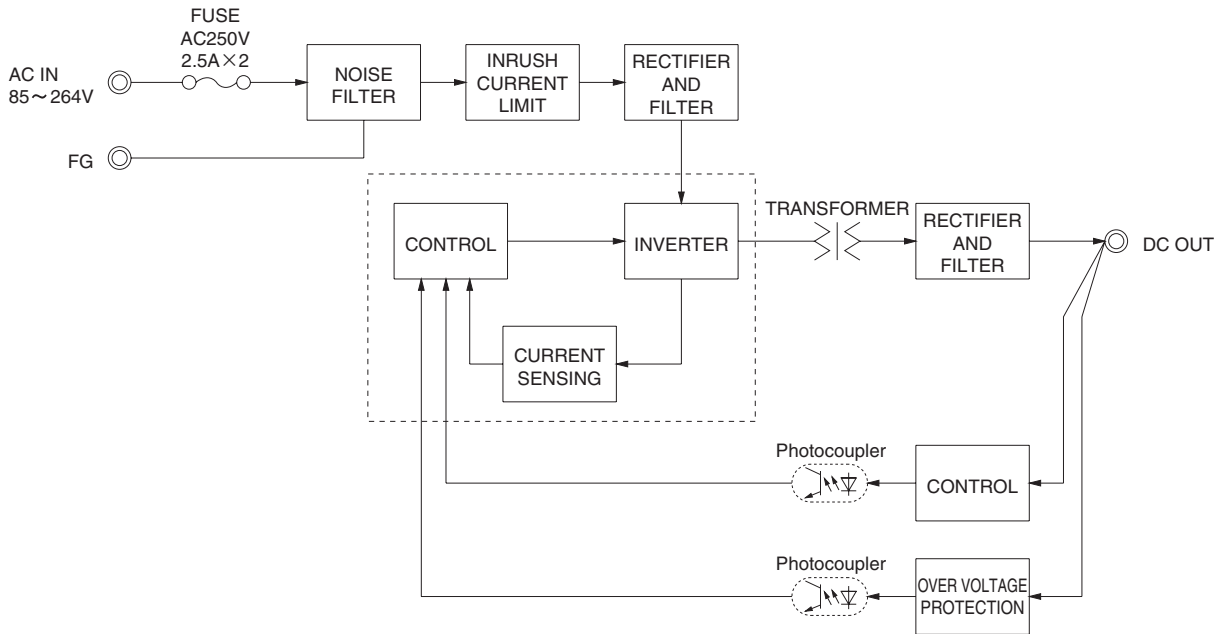 FUSE
AC250V
2.5A×2
AC IN
85～264V
NOISE
FILTER
INRUSH
CURRENT
LIMIT
RECTIFIER
AND
FILTER
FG
CONTROL
INVERTER
TRANSFORMER
RECTIFIER
AND
FILTER
DC OUT
CURRENT
SENSING
Photocoupler
CONTROL
Photocoupler
OVER VOLTAGE
PROTECTION